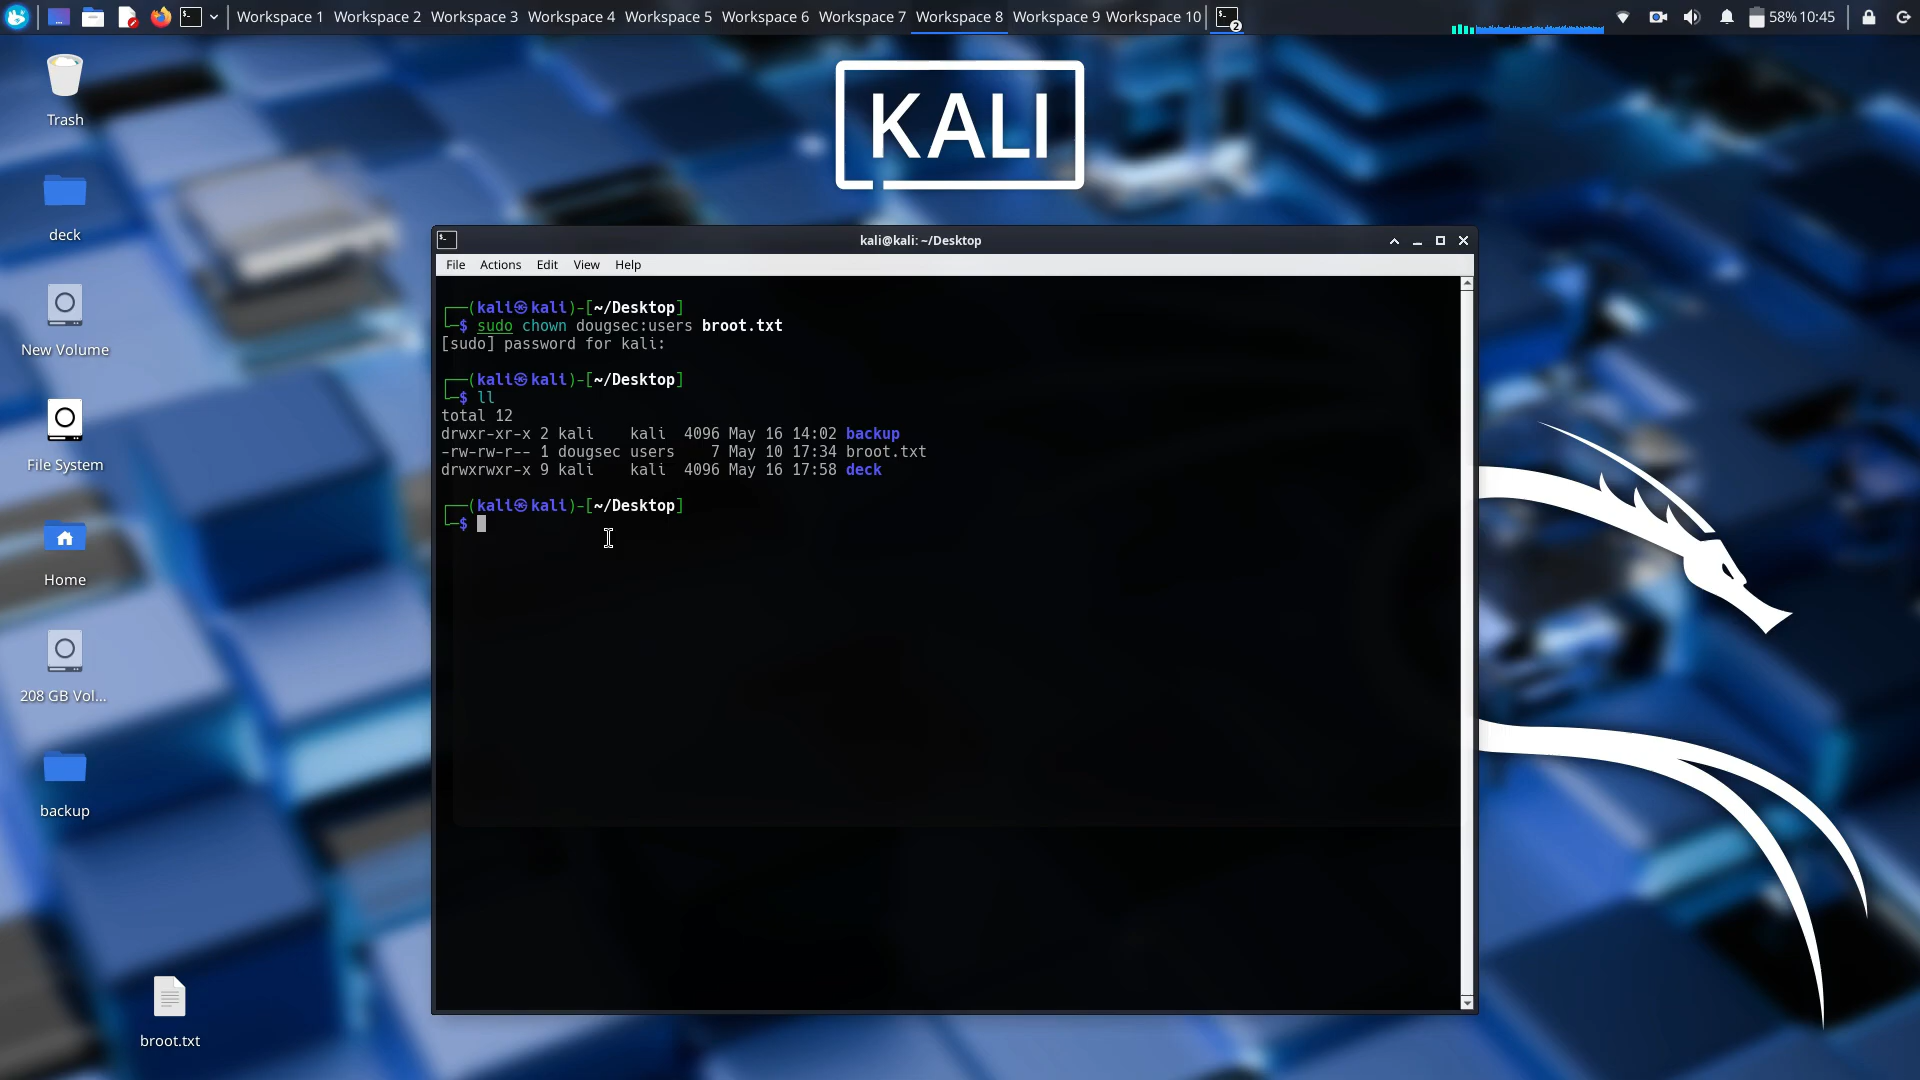 Workspace 1 Workspace 2 Workspace 3 Workspace 4 Workspace 5 Workspace 6 Workspace 7 Workspace 8 Workspace 9 Workspace 10 2 58% 10:45
KALI
Trash
deck
New Volume
File System
Home
208 GB Vol...
backup
broot.txt
kali@kali: ~/Desktop
File Actions Edit View Help
┌──(kali㉿kali)-[~/Desktop]
└─$ sudo chown dougsec:users broot.txt
[sudo] password for kali:
┌──(kali㉿kali)-[~/Desktop]
└─$ ll
total 12
drwxr-xr-x 2 kali    kali  4096 May 16 14:02 backup
-rw-rw-r-- 1 dougsec users    7 May 10 17:34 broot.txt
drwxrwxr-x 9 kali    kali  4096 May 16 17:58 deck
┌──(kali㉿kali)-[~/Desktop]
└─$